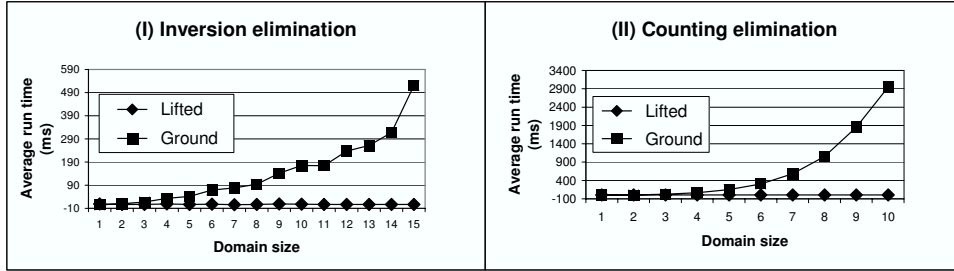 (I) Inversion elimination
Average run time
(ms)
590
490
390
290
190
90
-10
Lifted
Ground
1 2 3 4 5 6 7 8 9 10 11 12 13 14 15
Domain size
(II) Counting elimination
Average run time
(ms)
3400
2900
2400
1900
1400
900
400
-100
Lifted
Ground
1 2 3 4 5 6 7 8 9 10
Domain size